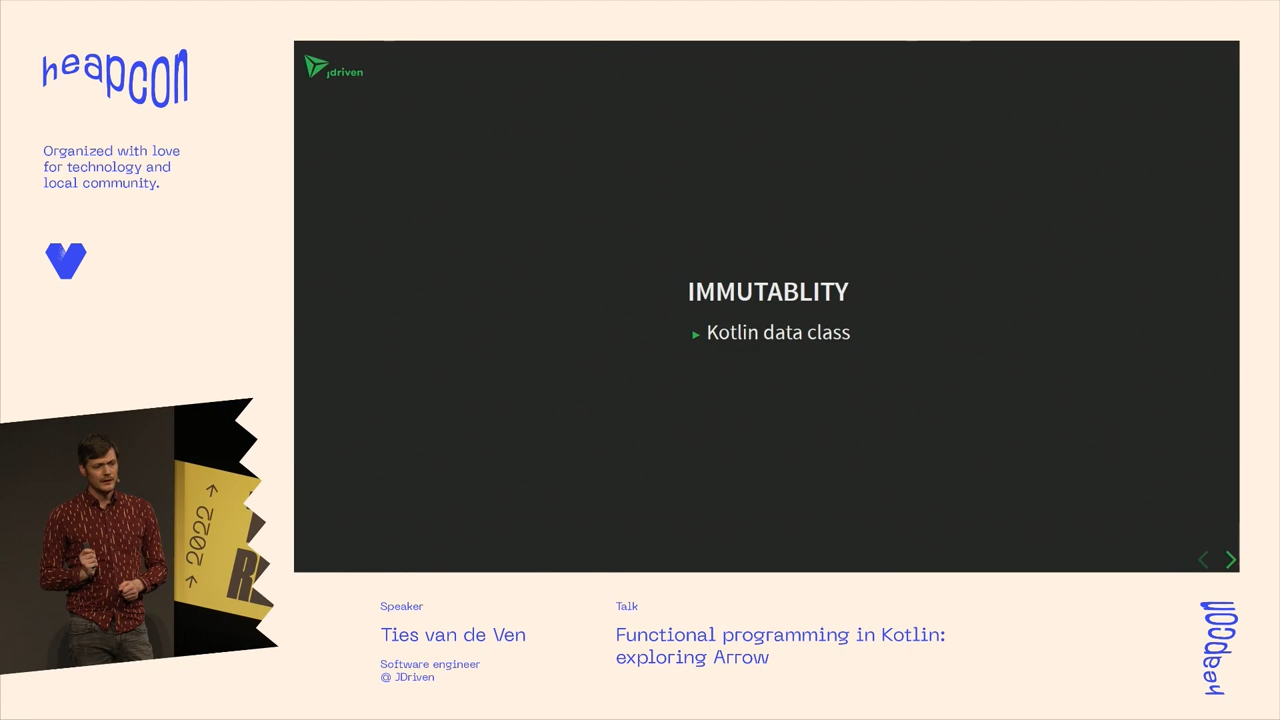 heapcon
Organized with love
for technology and
local community.
Jdriven
IMMUTABLITY
Kotlin data class
→ 2022 →
Speaker
Ties van de Ven
Software engineer
@ JDriven
Talk
Functional programming in Kotlin:
exploring Arrow
heapcon